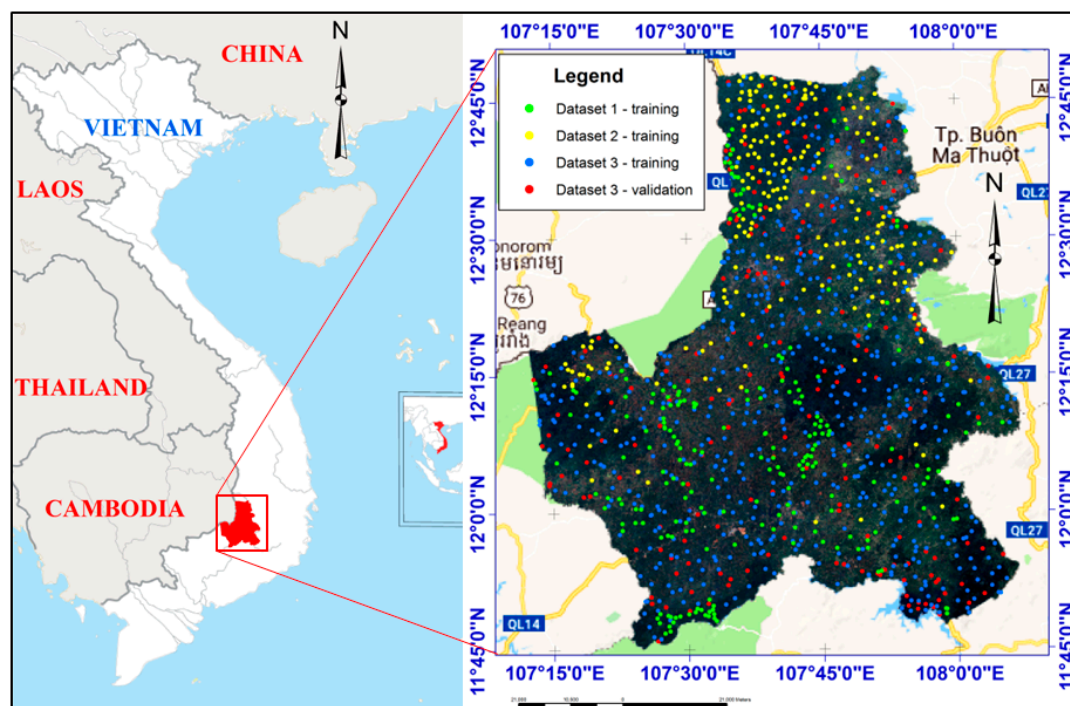 N
CHINA
VIETNAM
LAOS
THAILAND
CAMBODIA
107°15'0"E 107°30'0"E 107°45'0"E 108°0'0"E
Legend
Dataset 1 - training
Dataset 2 - training
Dataset 3 - training
Dataset 3 - validation
Tp. Buôn
Ma Thuột
N
QL
QL27
76
Reang
QL27
QL27
QL14
12°45'0"N
12°30'0"N
12°15'0"N
12°0'0"N
11°45'0"N
12°45'0"N
12°30'0"N
12°15'0"N
12°0'0"N
11°45'0"N
107°15'0"E 107°30'0"E 107°45'0"E 108°0'0"E